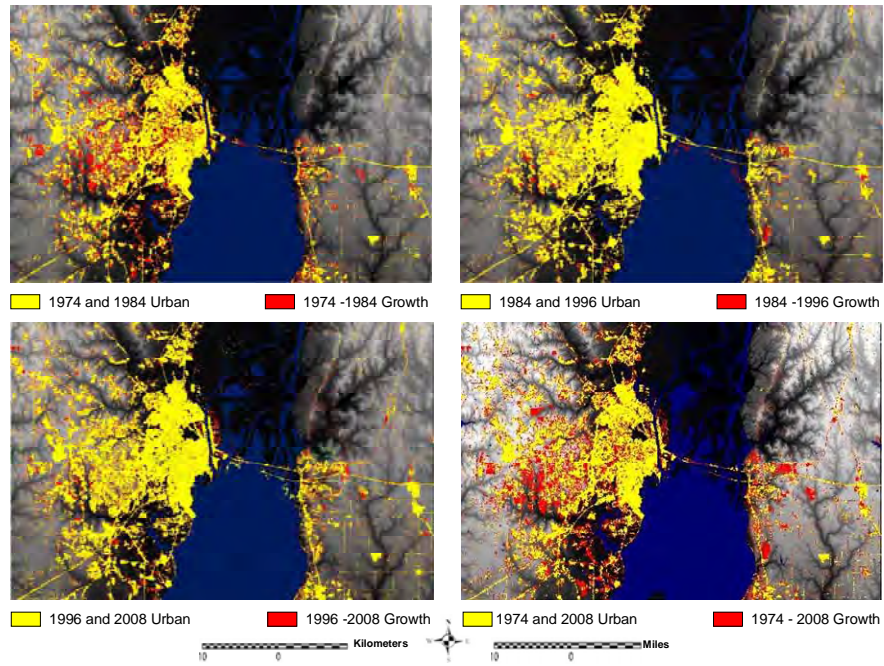 1974 and 1984 Urban 1974 -1984 Growth
1984 and 1996 Urban 1984 -1996 Growth
1996 and 2008 Urban 1996 -2008 Growth
1974 and 2008 Urban 1974 - 2008 Growth
Kilometers
10 0
N
W E
S
Miles
10 0